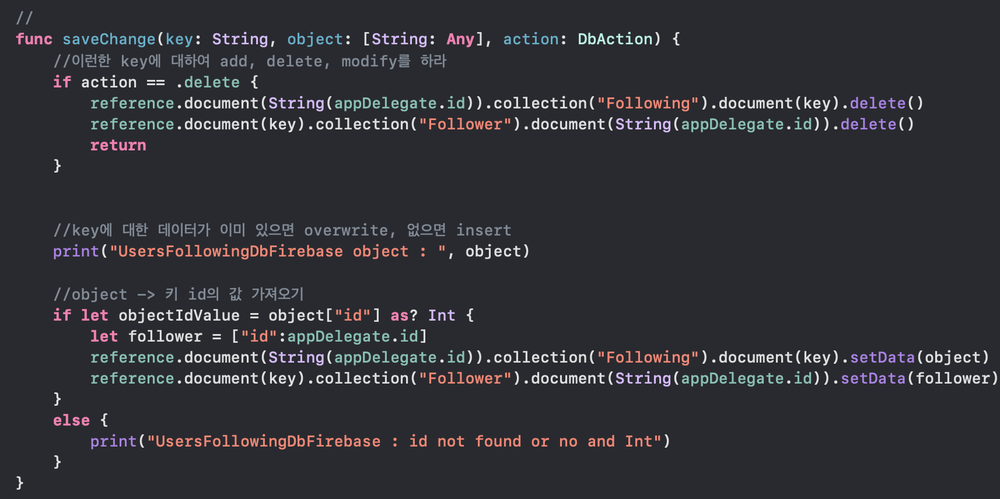 //
func saveChange(key: String, object: [String: Any], action: DbAction) {
//이런한 key에 대하여 add, delete, modify를 하라
if action == .delete {
reference.document(String(appDelegate.id)).collection("Following").document(key).delete()
reference.document(key).collection("Follower").document(String(appDelegate.id)).delete()
return
}
//key에 대한 데이터가 이미 있으면 overwrite, 없으면 insert
print("UsersFollowingDbFirebase object : ", object)
//object -> 키 id의 값 가져오기
if let objectIdValue = object["id"] as? Int {
let follower = ["id":appDelegate.id]
reference.document(String(appDelegate.id)).collection("Following").document(key).setData(object)
reference.document(key).collection("Follower").document(String(appDelegate.id)).setData(follower)
}
else {
print("UsersFollowingDbFirebase : id not found or no and Int")
}
}